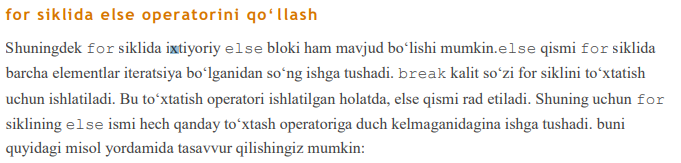 for siklida else operatorini qo‘llash
Shuningdek for siklida ixtiyoriy else bloki ham mavjud bo‘lishi mumkin.else qismi for siklida
barcha elementlar iteratsiya bo‘lganidan so‘ng ishga tushadi. break kalit so‘zi for siklini to‘xtatish
uchun ishlatiladi. Bu to‘xtatish operatori ishlatilgan holatda, else qismi rad etiladi. Shuning uchun for
siklining else ismi hech qanday to‘xtash operatoriga duch kelmaganidagina ishga tushadi. buni
quyidagi misol yordamida tasavvur qilishingiz mumkin: